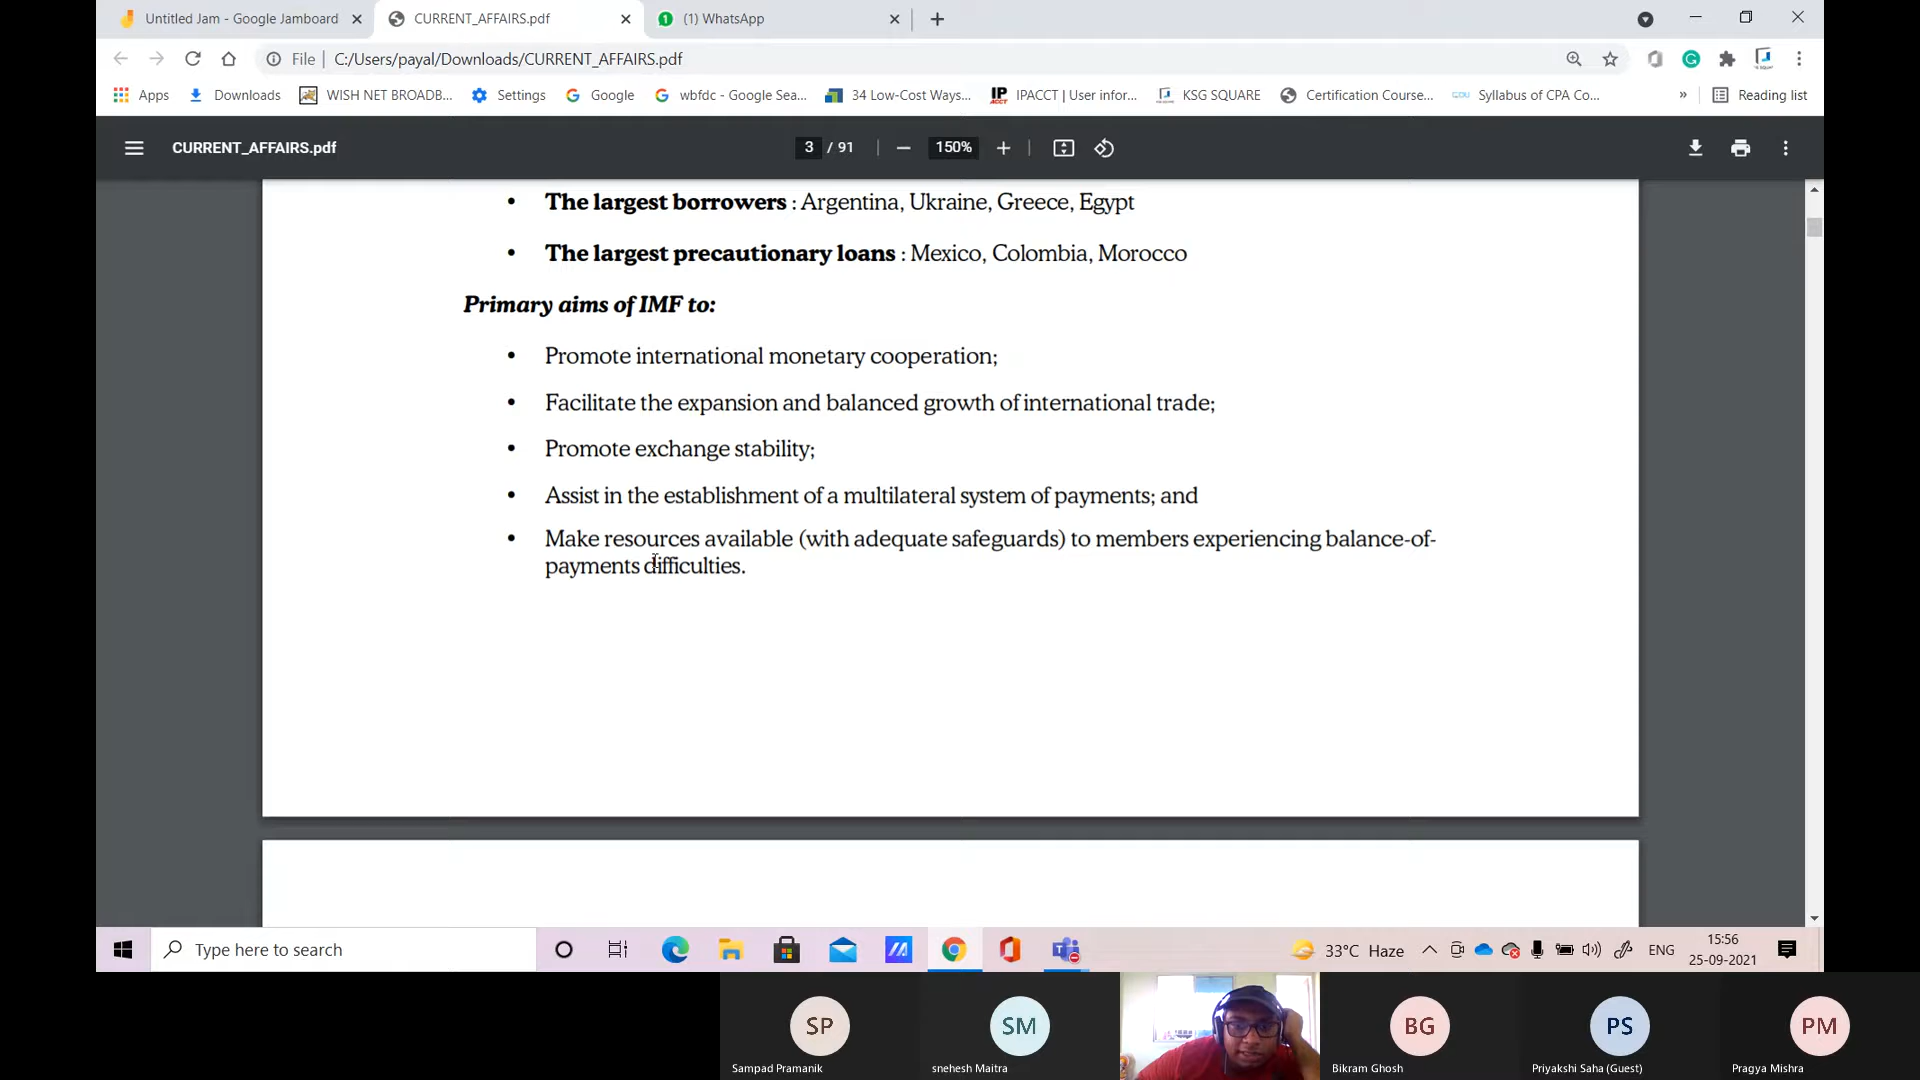 Untitled Jam - Google Jamboard
CURRENT_AFFAIRS.pdf
(1) WhatsApp
File | C:/Users/payal/Downloads/CURRENT_AFFAIRS.pdf
Apps
Downloads
WISH NET BROADB...
Settings
Google
wbfdc - Google Sea...
34 Low-Cost Ways...
IPACCT | User infor...
KSG SQUARE
Certification Course...
Syllabus of CPA Co...
»
Reading list
CURRENT_AFFAIRS.pdf
3 / 91
150%
• The largest borrowers : Argentina, Ukraine, Greece, Egypt
• The largest precautionary loans : Mexico, Colombia, Morocco
Primary aims of IMF to:
• Promote international monetary cooperation;
• Facilitate the expansion and balanced growth of international trade;
• Promote exchange stability;
• Assist in the establishment of a multilateral system of payments; and
• Make resources available (with adequate safeguards) to members experiencing balance-of-
payments difficulties.
Type here to search
33°C Haze
ENG
15:56
25-09-2021
SP
SM
BG
PS
PM
Sampad Pramanik
snehesh Maitra
Bikram Ghosh
Priyakshi Saha (Guest)
Pragya Mishra